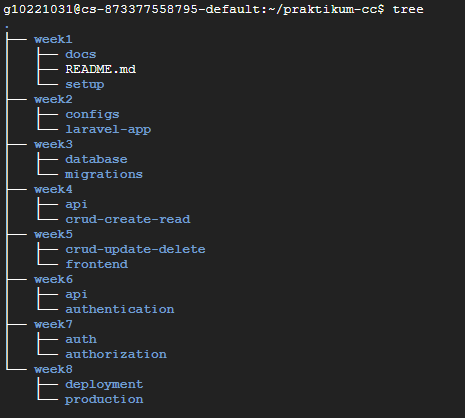 g10221031@cs-873377558795-default:~/praktikum-cc$ tree
.
├── week1
│   ├── docs
│   ├── README.md
│   └── setup
├── week2
│   ├── configs
│   └── laravel-app
├── week3
│   ├── database
│   └── migrations
├── week4
│   ├── api
│   └── crud-create-read
├── week5
│   ├── crud-update-delete
│   └── frontend
├── week6
│   ├── api
│   └── authentication
├── week7
│   ├── auth
│   └── authorization
└── week8
    ├── deployment
    └── production